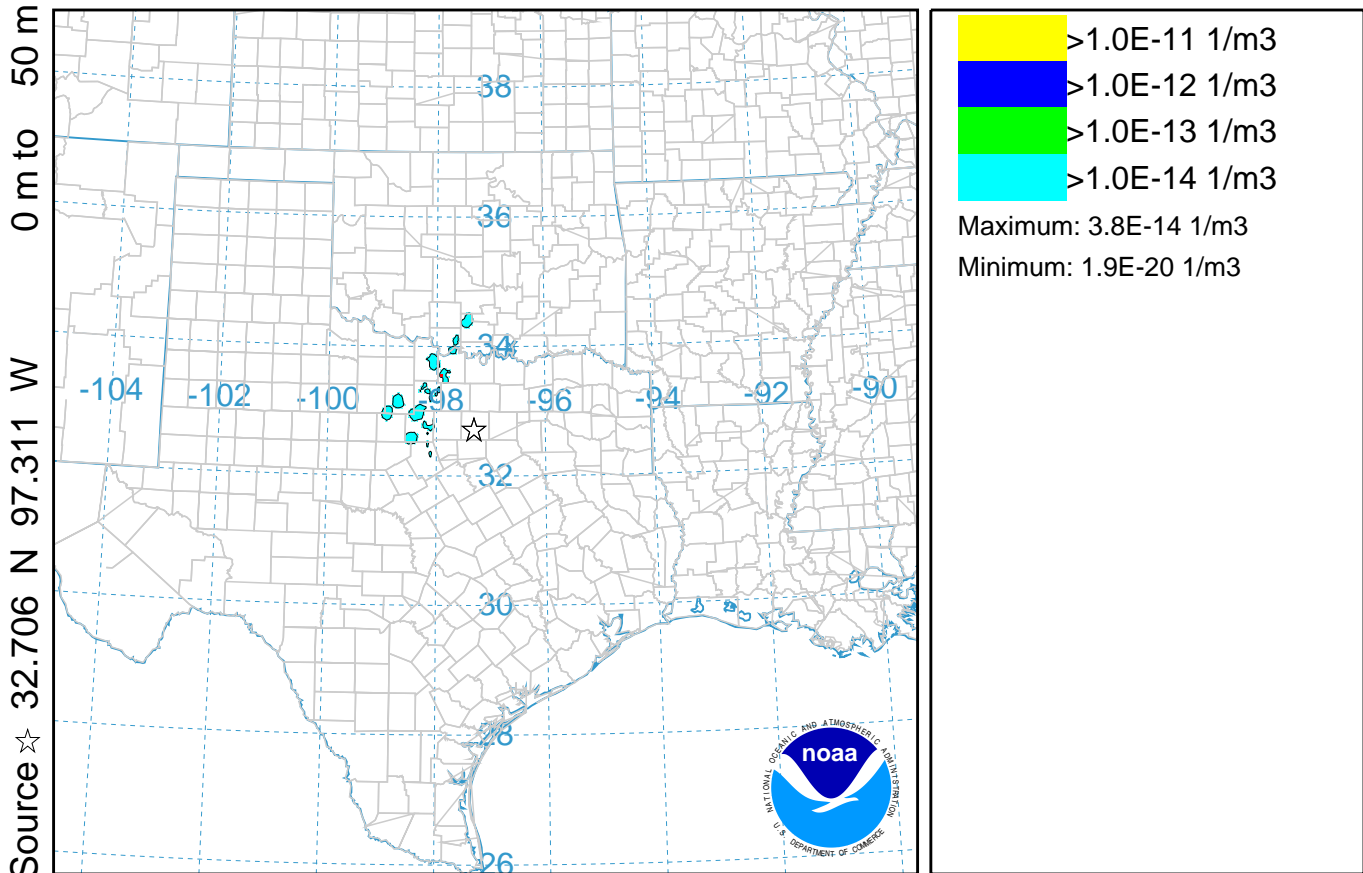 Source ☆ 32.706 N 97.311 W 0 m to 50 m
38
36
34
-104 -102 -100 -98 -96 -94 -92 -90
32
30
28
26
NATIONAL OCEANIC AND ATMOSPHERIC ADMINISTRATION
noaa
U.S. DEPARTMENT OF COMMERCE
>1.0E-11 1/m3
>1.0E-12 1/m3
>1.0E-13 1/m3
>1.0E-14 1/m3
Maximum: 3.8E-14 1/m3
Minimum: 1.9E-20 1/m3